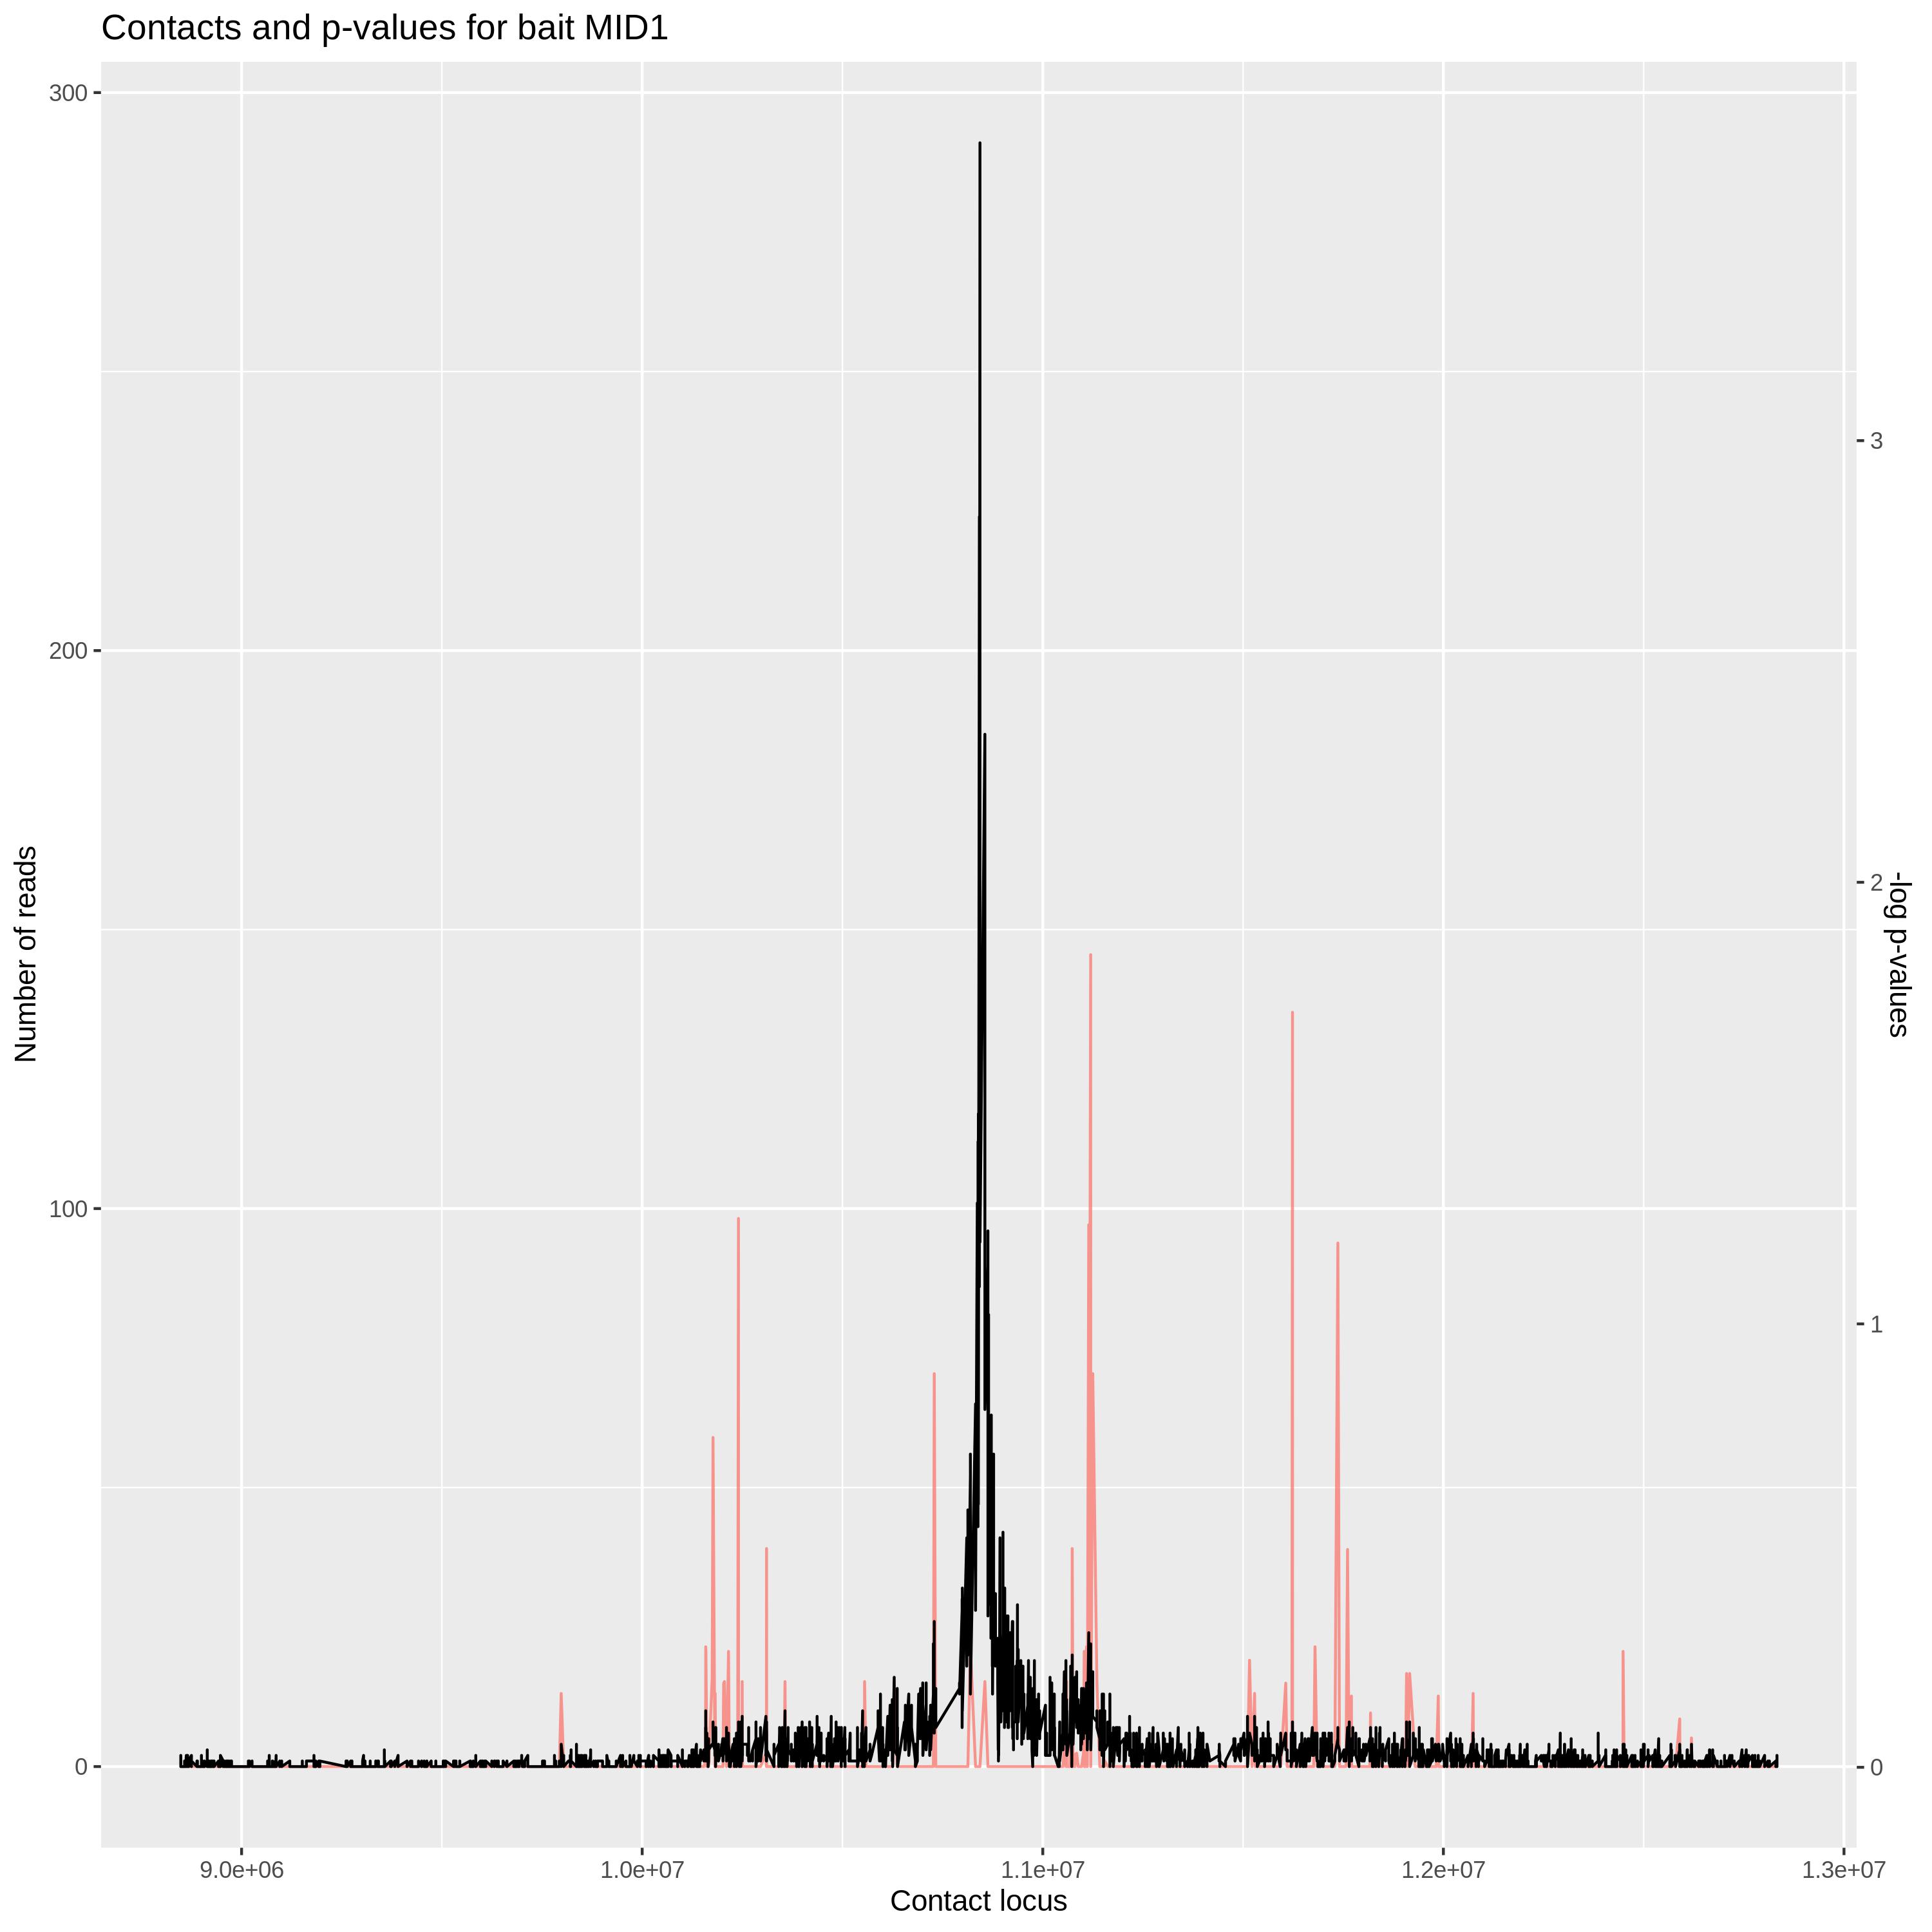 Contacts and p-values for bait MID1
300
200
100
0
Number of reads
3
2
1
0
-log p-values
9.0e+06
1.0e+07
1.1e+07
1.2e+07
1.3e+07
Contact locus